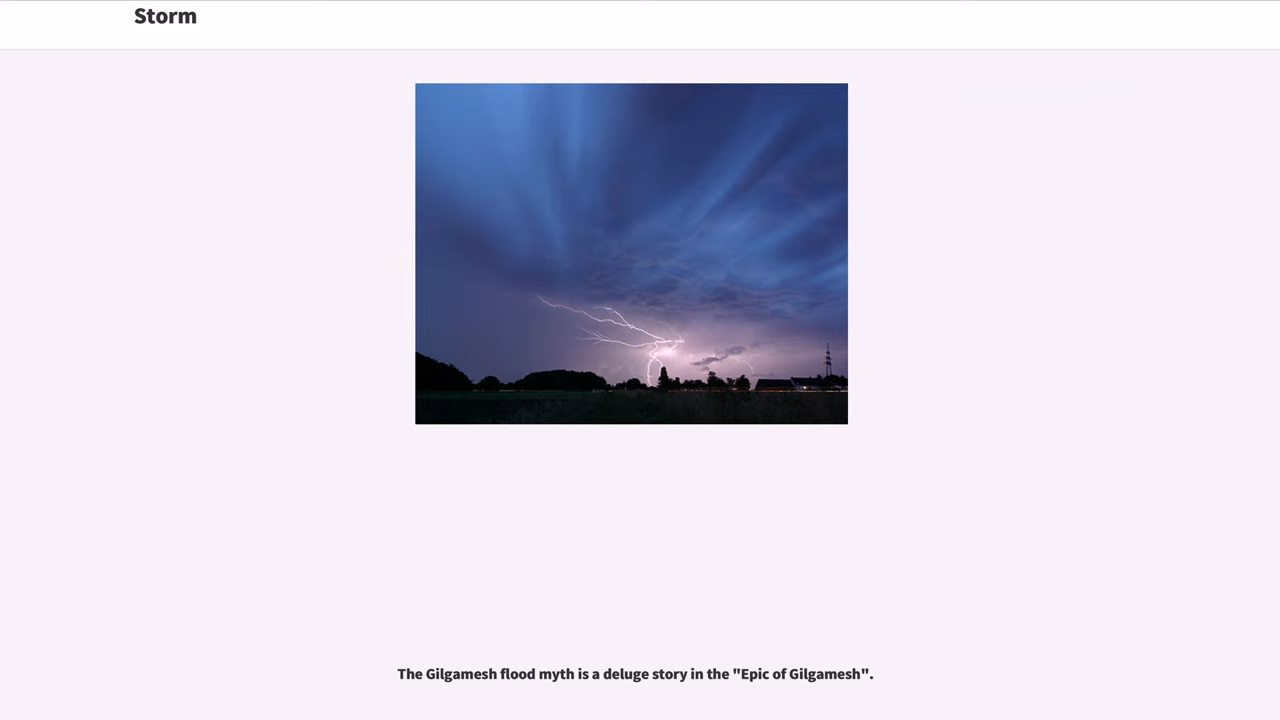 Storm
The Gilgamesh flood myth is a deluge story in the "Epic of Gilgamesh".